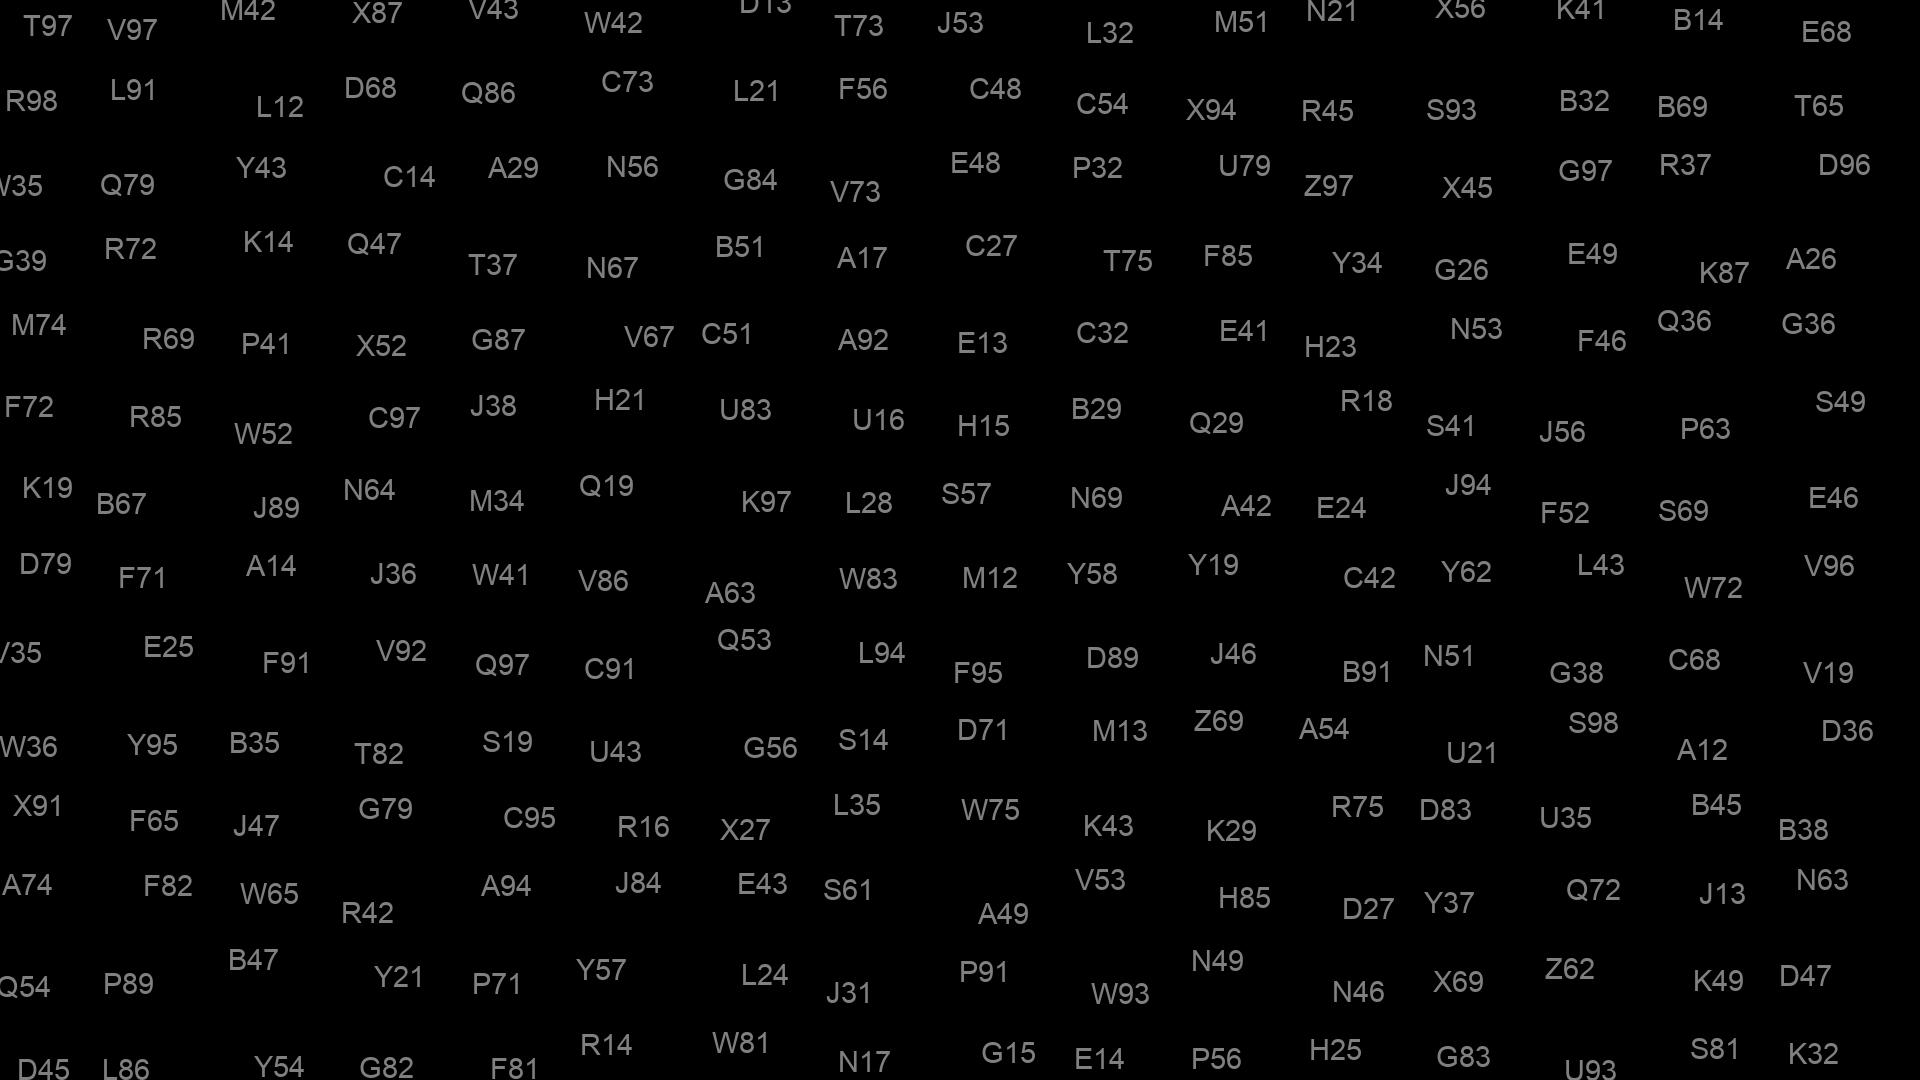 T97 V97 M42 X87 V43 W42 D13 T73 J53 L32 M51 N21 X56 K41 B14 E68
R98 L91 L12 D68 Q86 C73 L21 F56 C48 C54 X94 R45 S93 B32 B69 T65
W35 Q79 Y43 C14 A29 N56 G84 V73 E48 P32 U79 Z97 X45 G97 R37 D96
G39 R72 K14 Q47 T37 N67 B51 A17 C27 T75 F85 Y34 G26 E49 K87 A26
M74 R69 P41 X52 G87 V67 C51 A92 E13 C32 E41 H23 N53 F46 Q36 G36
F72 R85 W52 C97 J38 H21 U83 U16 H15 B29 Q29 R18 S41 J56 P63 S49
K19 B67 J89 N64 M34 Q19 K97 L28 S57 N69 A42 E24 J94 F52 S69 E46
D79 F71 A14 J36 W41 V86 A63 W83 M12 Y58 Y19 C42 Y62 L43 W72 V96
V35 E25 F91 V92 Q97 C91 Q53 L94 F95 D89 J46 B91 N51 G38 C68 V19
W36 Y95 B35 T82 S19 U43 G56 S14 D71 M13 Z69 A54 U21 S98 A12 D36
X91 F65 J47 G79 C95 R16 X27 L35 W75 K43 K29 R75 D83 U35 B45 B38
A74 F82 W65 R42 A94 J84 E43 S61 A49 V53 H85 D27 Y37 Q72 J13 N63
Q54 P89 B47 Y21 P71 Y57 L24 J31 P91 W93 N49 N46 X69 Z62 K49 D47
D45 L86 Y54 G82 F81 R14 W81 N17 G15 E14 P56 H25 G83 U93 S81 K32